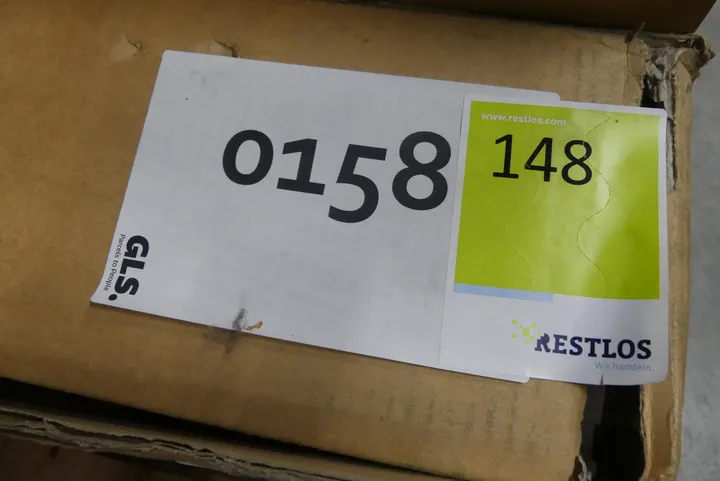 0158
GLS.
Parcels to People.
www.restlos.com
148
RESTLOS
Wir handeln.